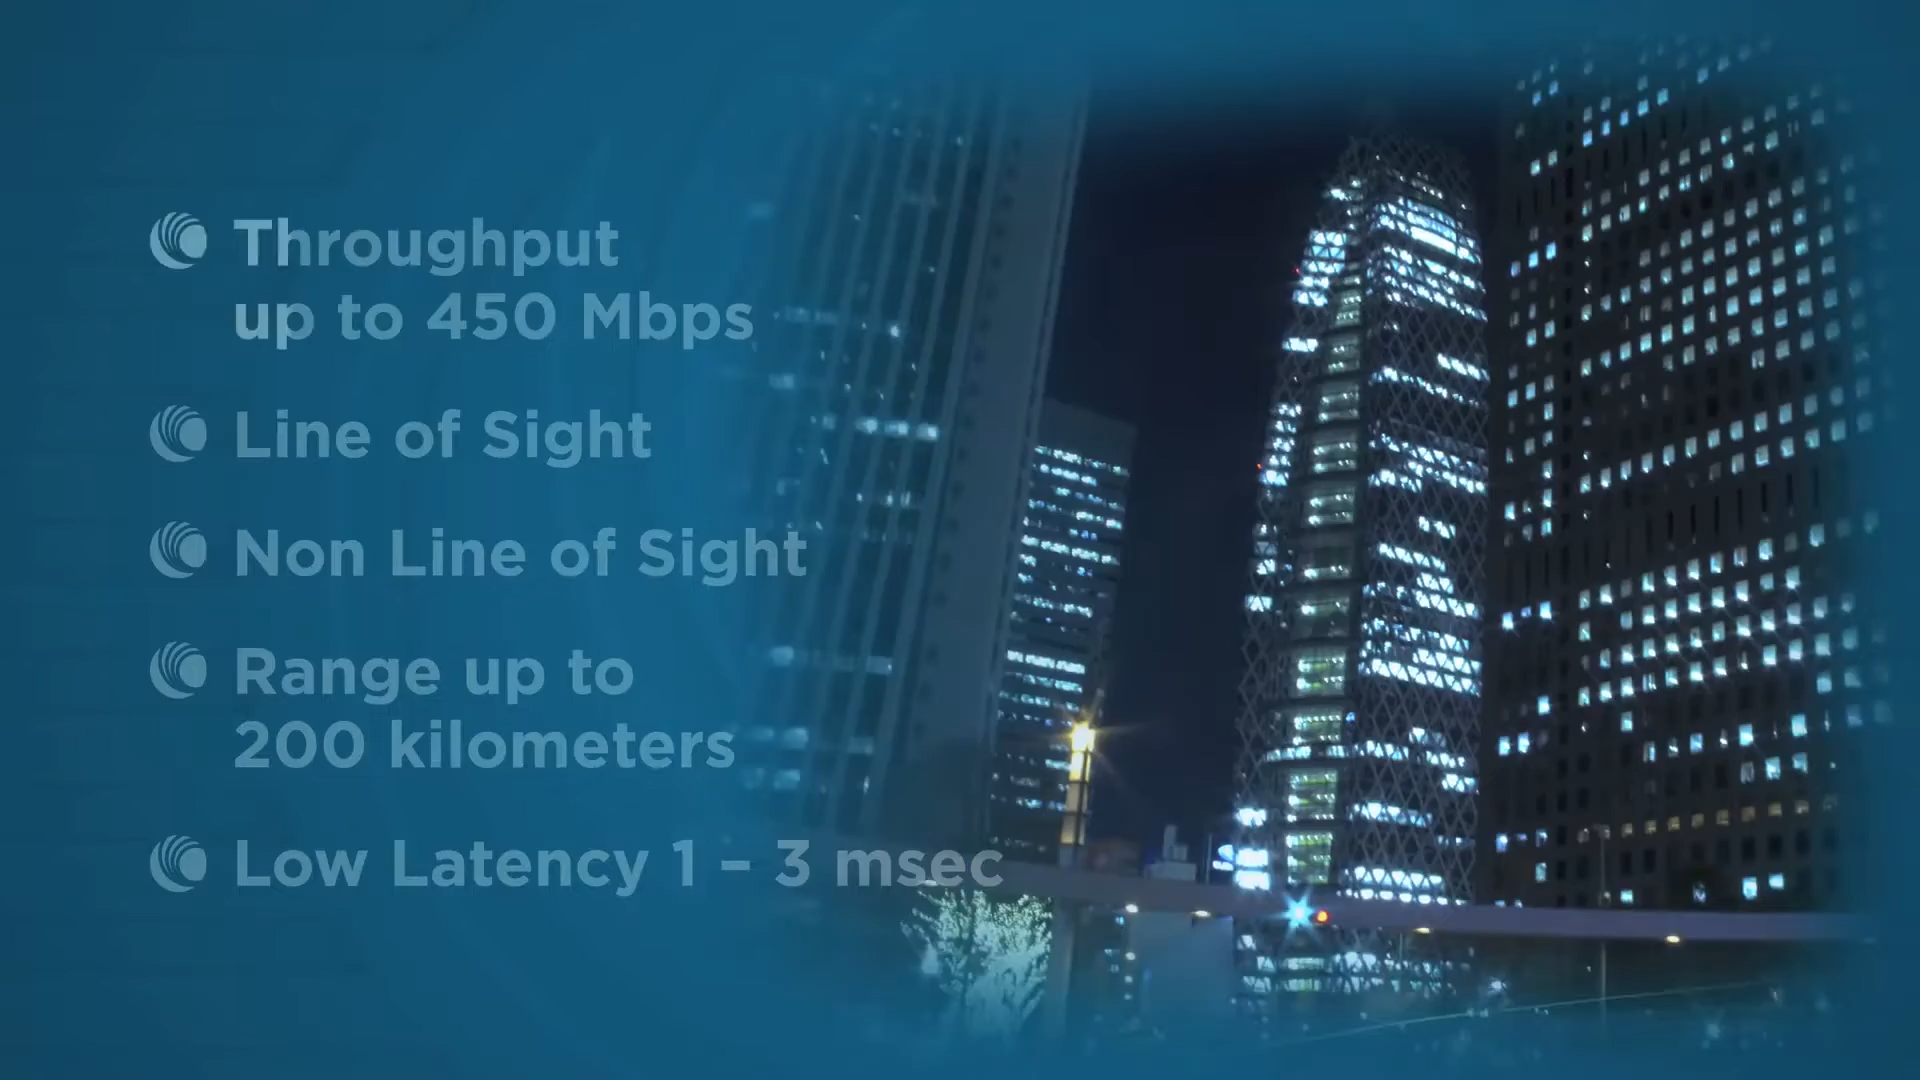 Throughput
up to 450 Mbps
Line of Sight
Non Line of Sight
Range up to
200 kilometers
Low Latency 1 – 3 msec